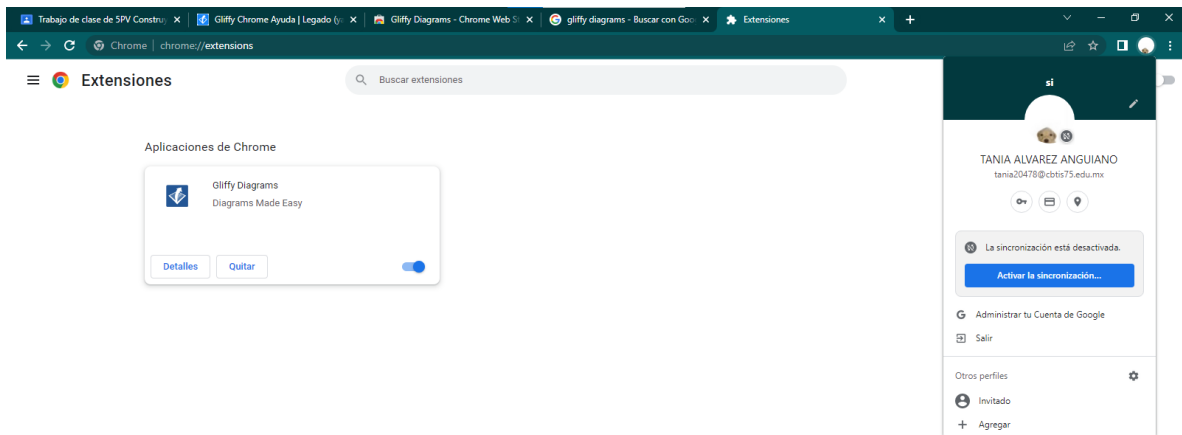 Trabajo de clase de 5PV Constru
Gliffy Chrome Ayuda | Legado (ya
Gliffy Diagrams - Chrome Web S
gliffy diagrams - Buscar con Goo
Extensiones
Chrome | chrome://extensions
Extensiones
Buscar extensiones
Aplicaciones de Chrome
Gliffy Diagrams
Diagrams Made Easy
Detalles
Quitar
si
TANIA ALVAREZ ANGUIANO
tania20478@cbtis75.edu.mx
La sincronización está desactivada.
Activar la sincronización...
Administrar tu Cuenta de Google
Salir
Otros perfiles
Invitado
Agregar